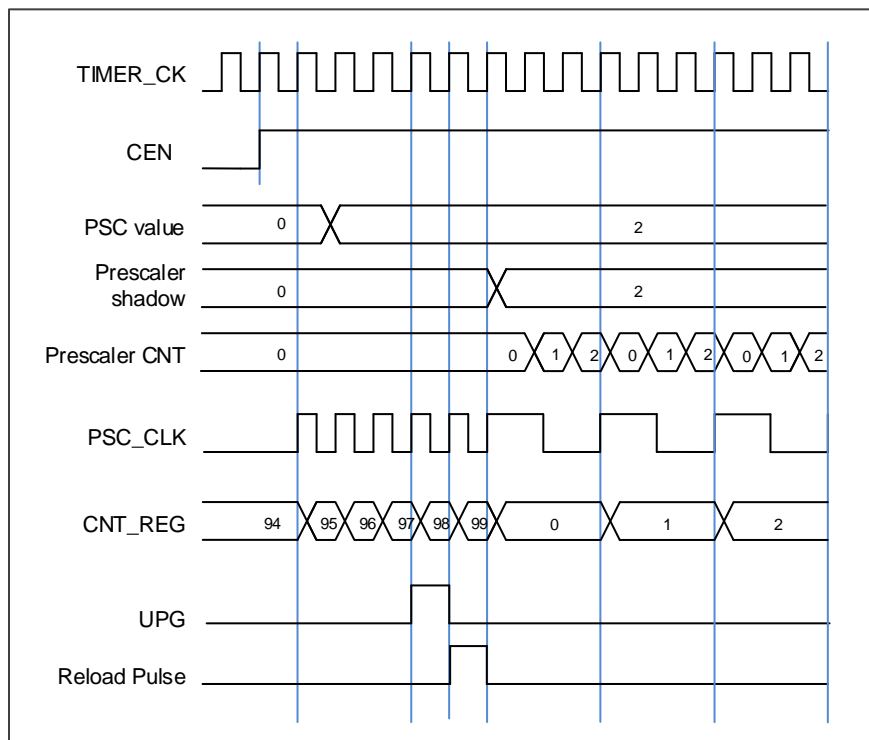 TIMER_CK
CEN
PSC value 0 2
Prescaler
shadow 0 2
Prescaler CNT 0 0 1 2 0 1 2 0 1 2
PSC_CLK
CNT_REG 94 95 96 97 98 99 0 1 2
UPG
Reload Pulse